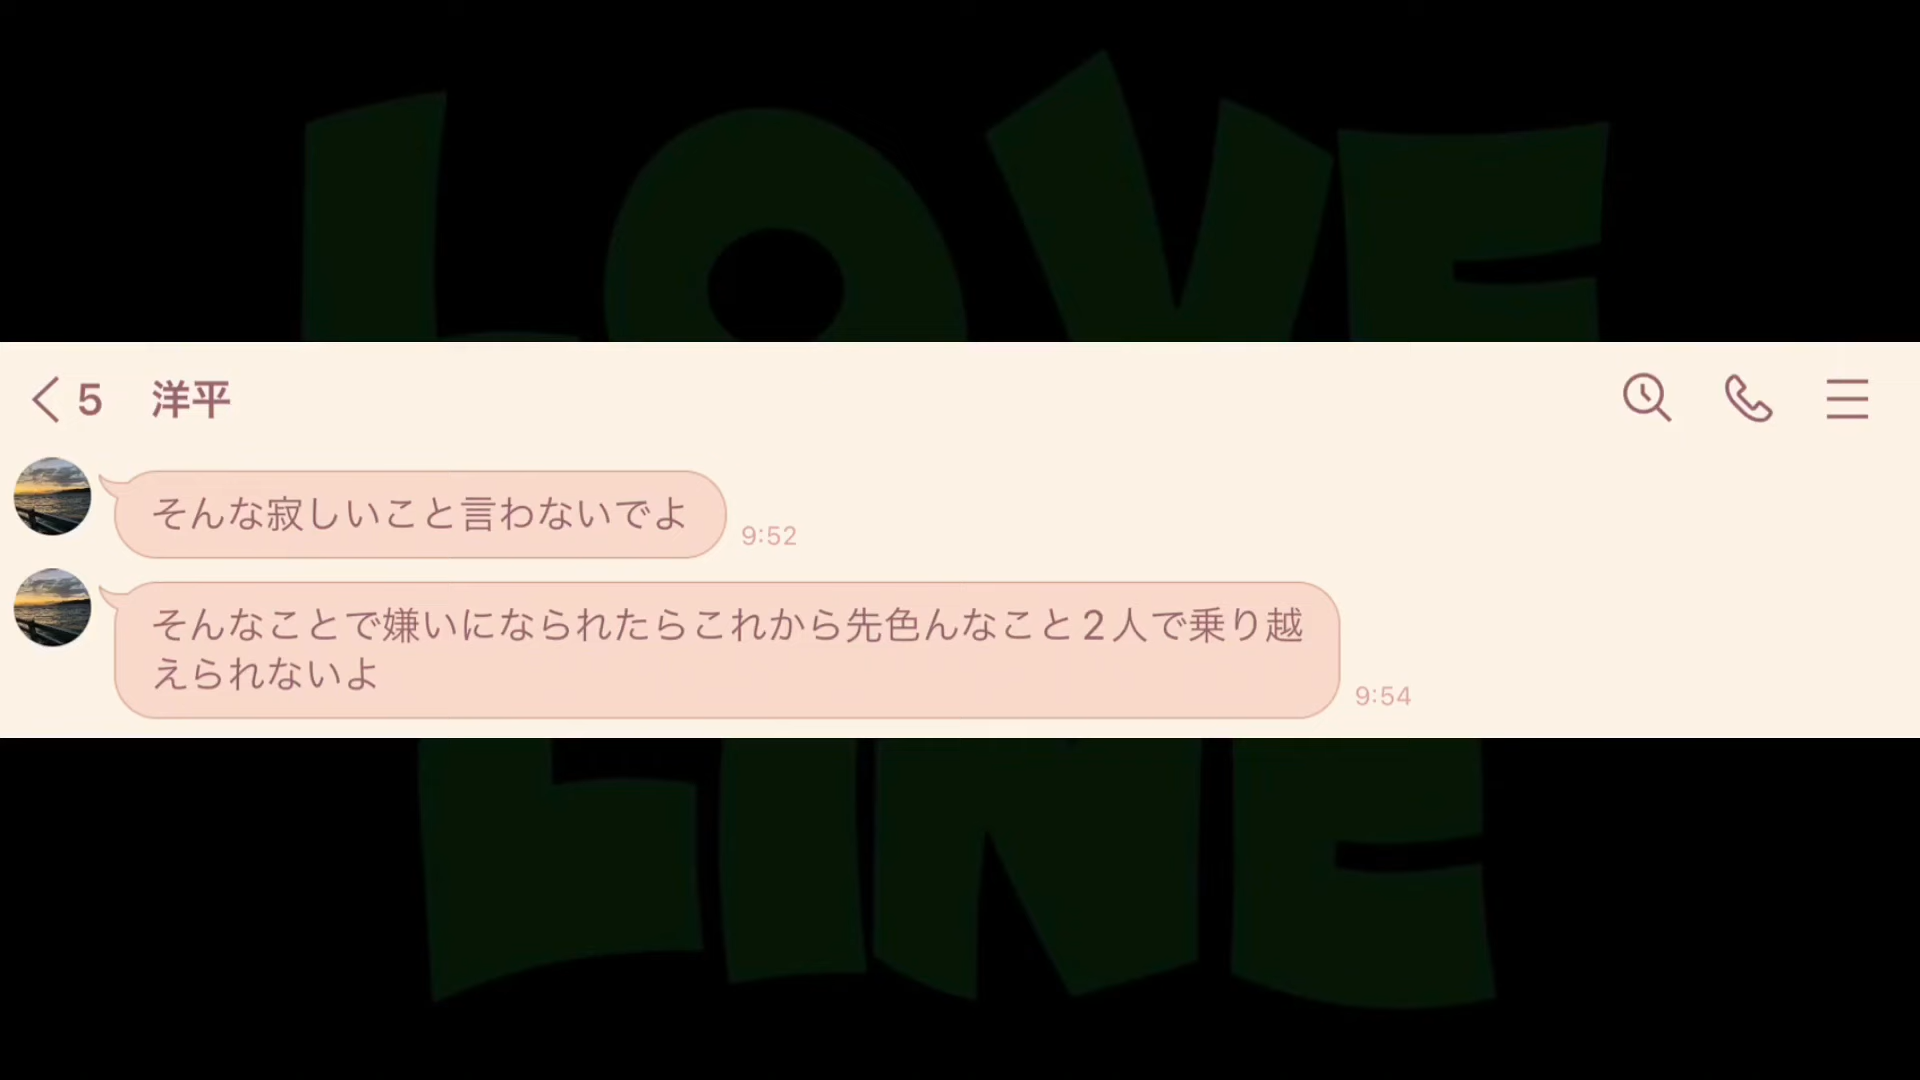 LOVE
5 洋平
そんな寂しいこと言わないでよ
9:52
そんなことで嫌いになられたらこれから先色んなこと2人で乗り越
えられないよ
9:54
LINE